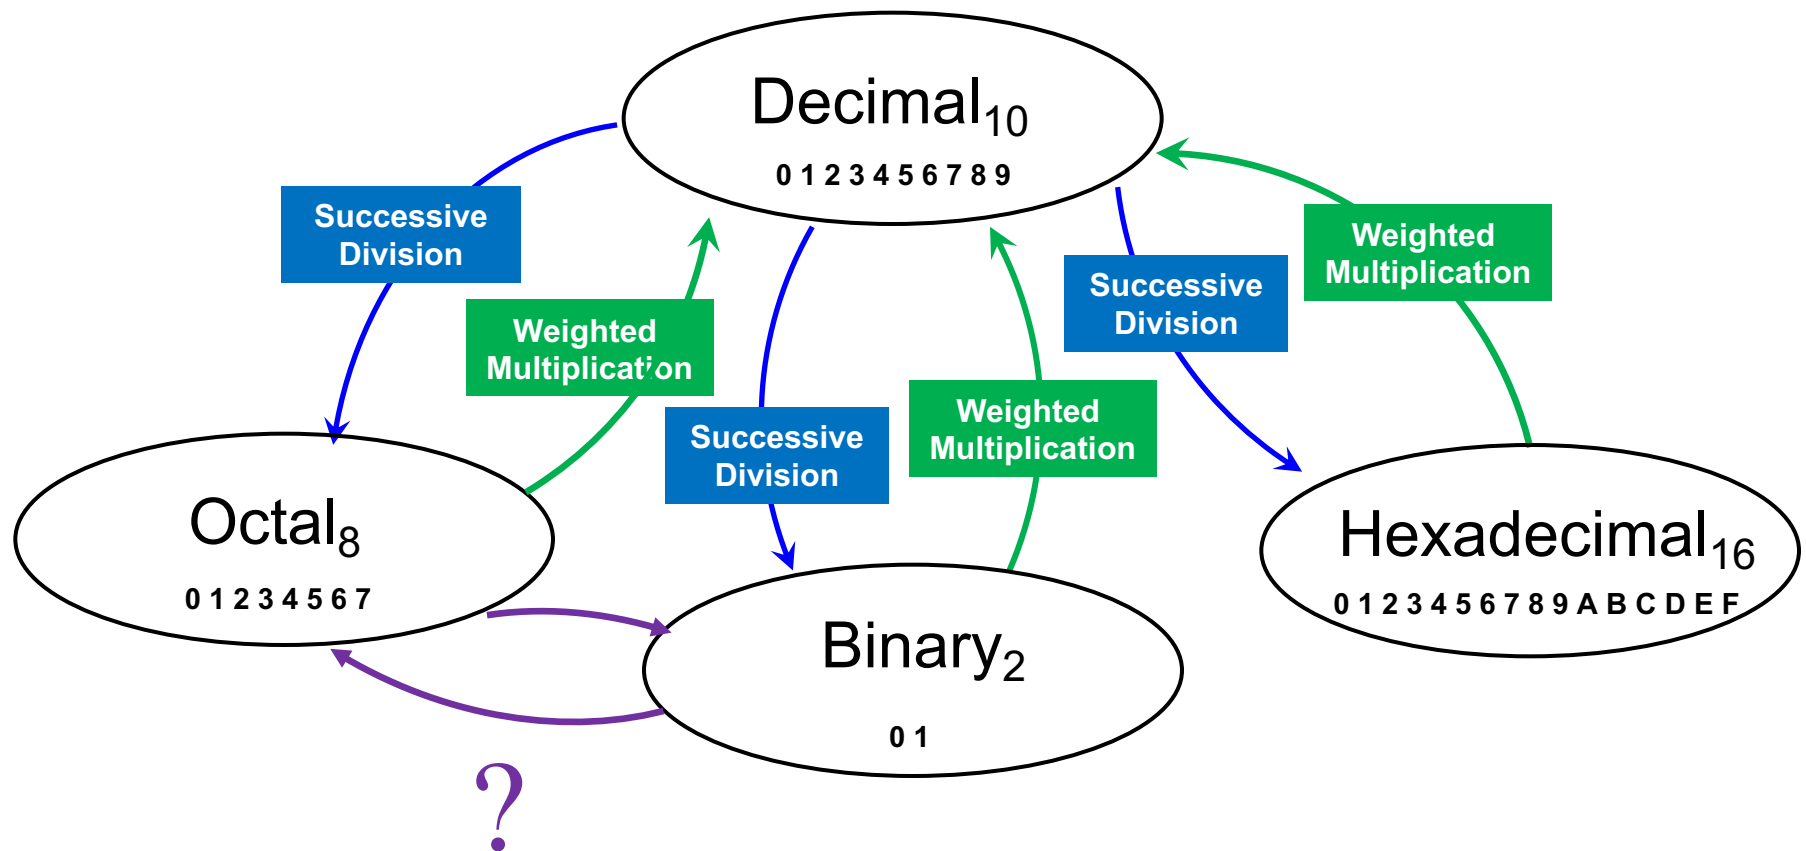 Decimal10
0 1 2 3 4 5 6 7 8 9
Successive
Division
Weighted
Multiplication
Successive
Division
Weighted
Multiplication
Successive
Division
Weighted
Multiplication
Octal8
0 1 2 3 4 5 6 7
Binary2
0 1
Hexadecimal16
0 1 2 3 4 5 6 7 8 9 A B C D E F
?